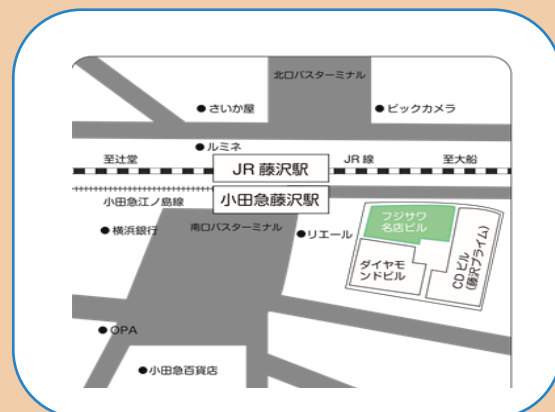 北口バスターミナル
●さいか屋
●ビックカメラ
●ルミネ
至辻堂
JR 藤沢駅
JR 線
至大船
小田急江ノ島線
小田急藤沢駅
●横浜銀行
南口バスターミナル
●リエール
フジサワ
名店ビル
ダイヤモ
ンドビル
CDビル
(藤沢プライム)
●OPA
●小田急百貨店